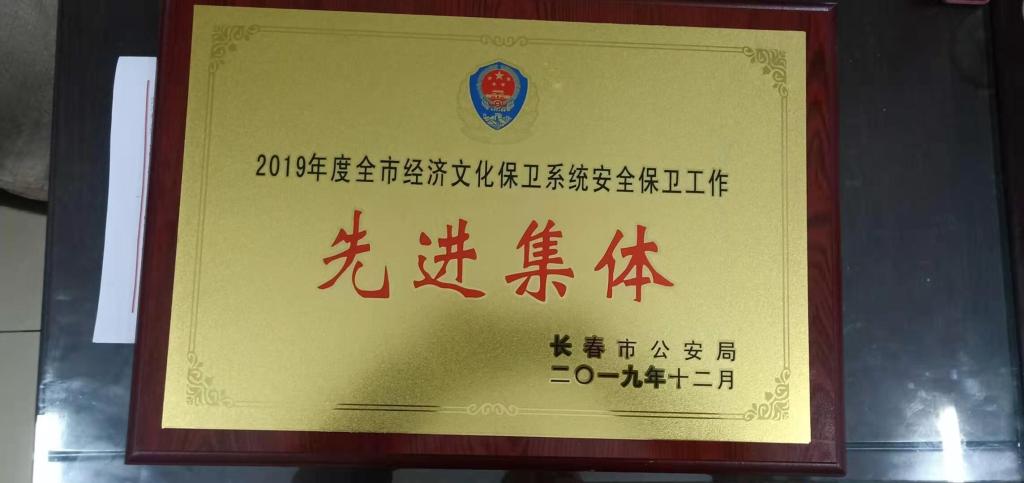 2019年度全市经济文化保卫系统安全保卫工作
先进集体
长春市公安局
二〇一九年十二月